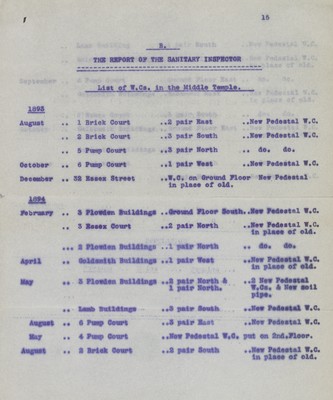 1 15
R.
THE REPORT OF THE SANITARY INSPECTOR
List of W.Cs. in the Middle Temple.
1893
August .. 1 Brick Court ..2 pair East ..New Pedestal W.C.
.. 2 Brick Court ..3 pair South ..New Pedestal W.C. in place of old.
.. 5 Pump Court ..3 pair North .. do. do.
October .. 6 Pump Court ..1 pair West ..New Pedestal W.C.
December .. 32 Essex Street ..W.C. on Ground Floor New Pedestal
in place of old.
1894
February .. 3 Plowden Buildings ..Ground Floor South..New Pedestal W.C.
.. 3 Essex Court ..2 pair North ..New Pedestal W.C.
in place of old.
.. 2 Plowden Buildings ..1 pair North .. do. do.
April .. Goldsmith Buildings ..1 pair West ..New Pedestal W.C.
in place of old.
May .. 3 Plowden Buildings ..2 pair North & ..2 New Pedestal
1 pair North. W.Cs. & New soil
pipe.
.. Lamb Buildings ..3 pair South ..New Pedestal W.C.
August .. 6 Pump Court ..3 pair East ..New Pedestal W.C.
May .. 4 Pump Court ..New Pedestal W.C. put on 2nd.Floor.
August .. 2 Brick Court ..2 pair South ..New Pedestal W.C.
in place of old.